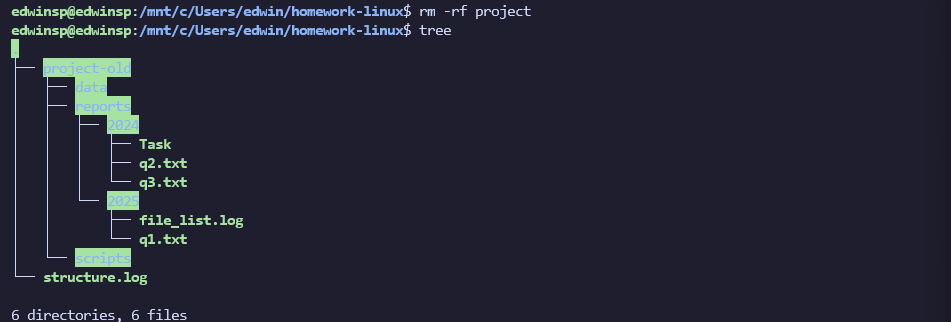 edwinsp@edwinsp:/mnt/c/Users/edwin/homework-linux$ rm -rf project
edwinsp@edwinsp:/mnt/c/Users/edwin/homework-linux$ tree
.
├── project-old
│   ├── data
│   ├── reports
│   │   ├── 2024
│   │   │   ├── Task
│   │   │   ├── q2.txt
│   │   │   └── q3.txt
│   │   └── 2025
│   │       ├── file_list.log
│   │       └── q1.txt
│   └── scripts
└── structure.log
6 directories, 6 files